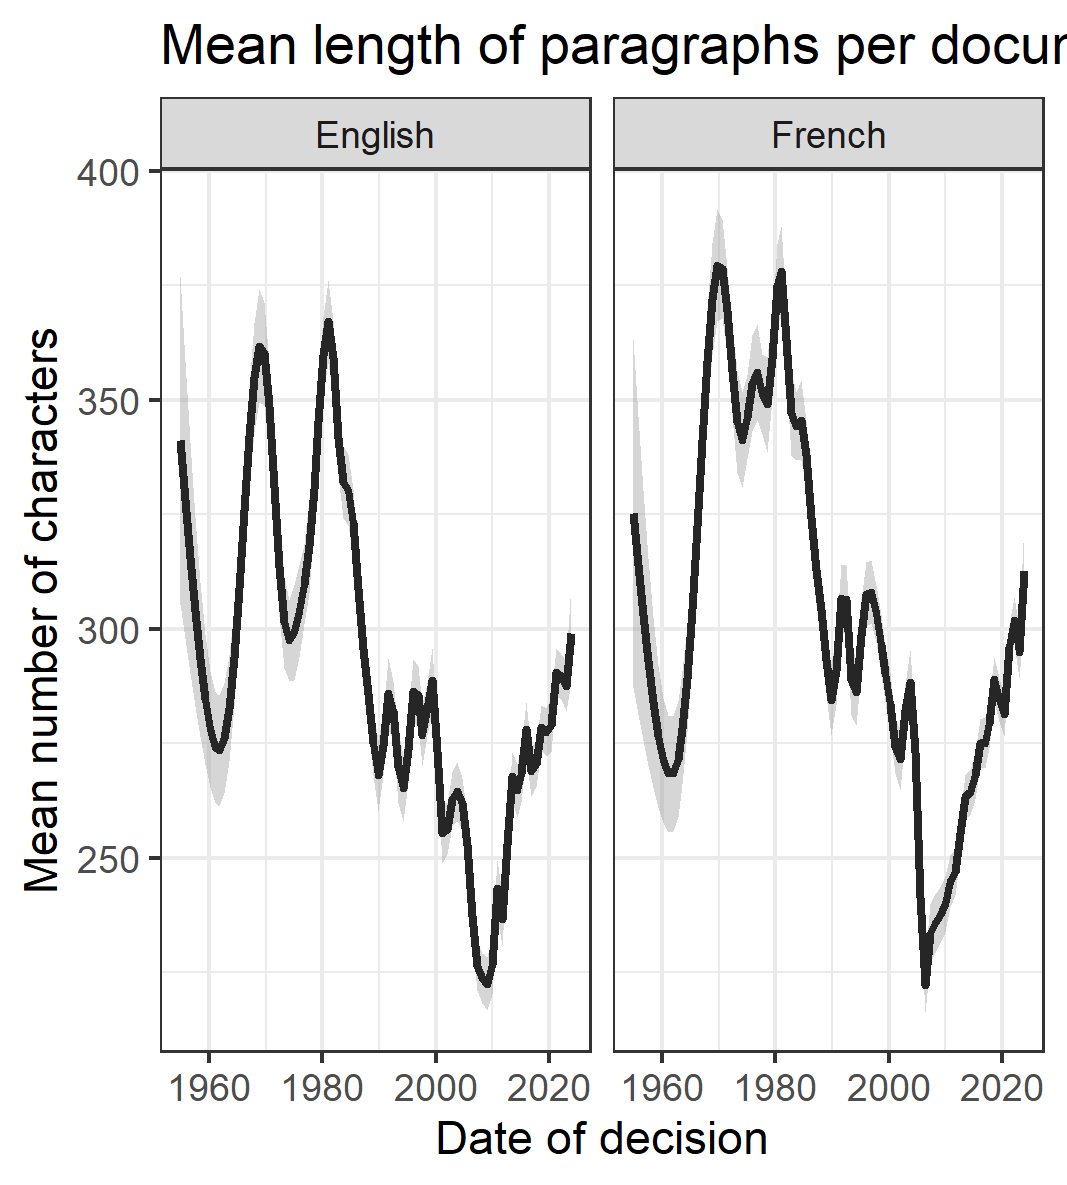 Mean length of paragraphs per docu
English French
400
350
300
250
Mean number of characters
1960 1980 2000 2020 1960 1980 2000 2020
Date of decision